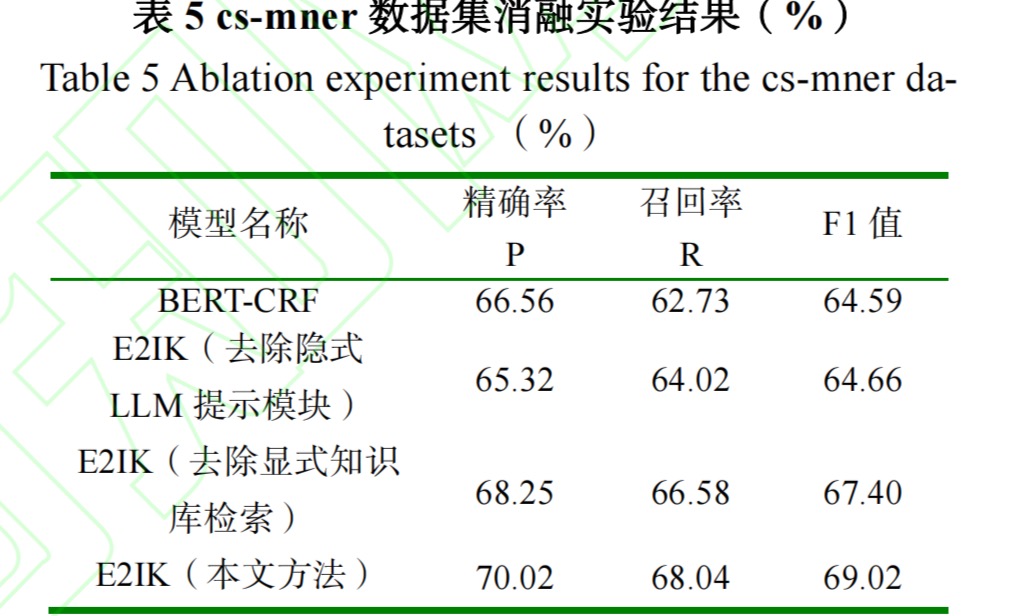 表 5 cs-mner 数据集消融实验结果（%）
Table 5 Ablation experiment results for the cs-mner da-
tasets （%）
模型名称 精确率 召回率 F1 值
P R
BERT-CRF 66.56 62.73 64.59
E2IK（去除隐式
LLM 提示模块） 65.32 64.02 64.66
E2IK（去除显式知识
库检索） 68.25 66.58 67.40
E2IK（本文方法） 70.02 68.04 69.02